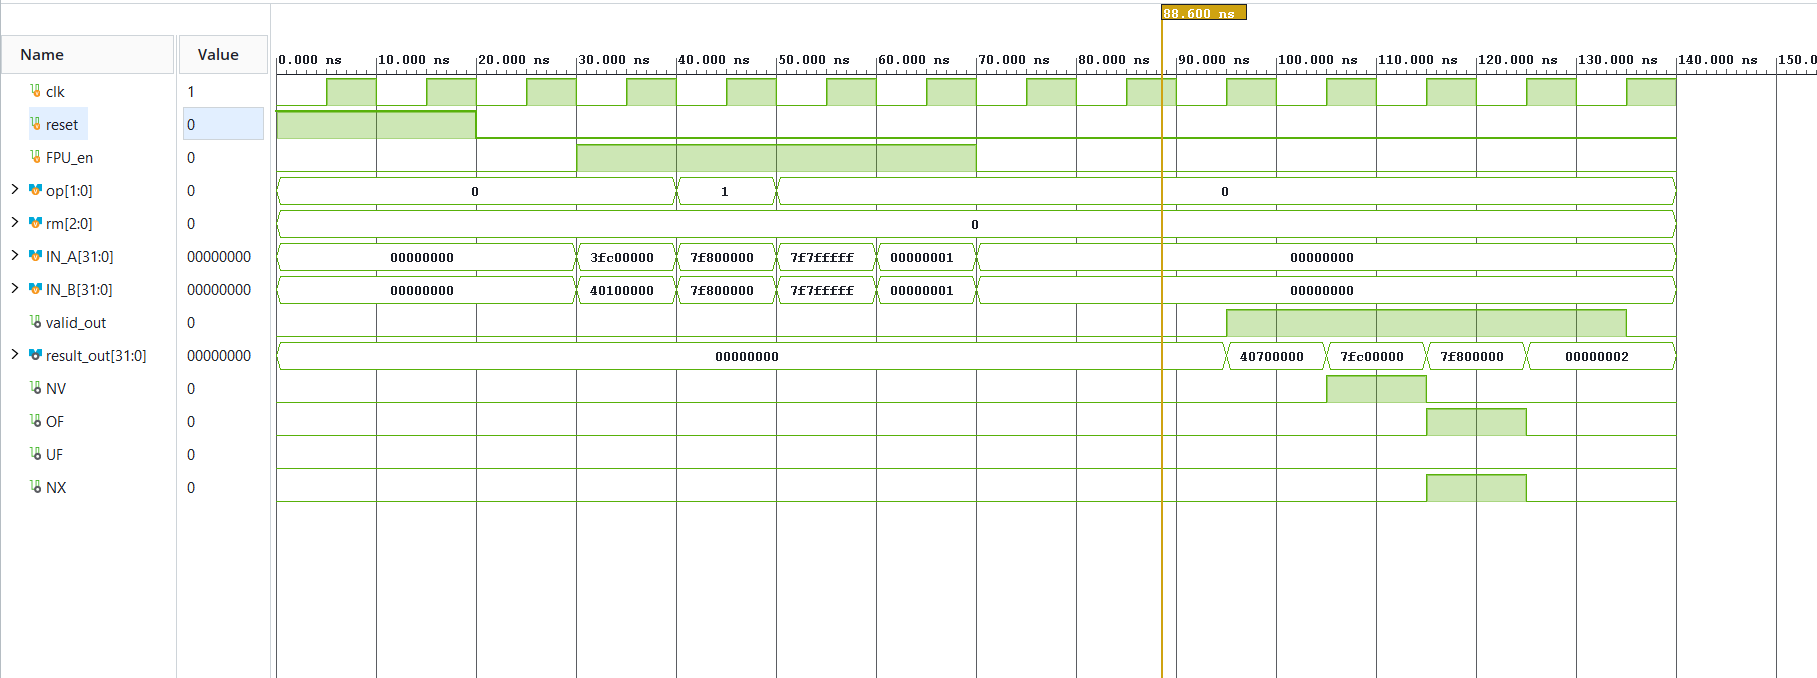 88.600 ns
Name Value
0.000 ns 10.000 ns 20.000 ns 30.000 ns 40.000 ns 50.000 ns 60.000 ns 70.000 ns 80.000 ns 90.000 ns 100.000 ns 110.000 ns 120.000 ns 130.000 ns 140.000 ns 150.0
clk 1
reset 0
FPU_en 0
op[1:0] 0 0 1 0
rm[2:0] 0 0
IN_A[31:0] 00000000 00000000 3fc00000 7f800000 7f7fffff 00000001 00000000
IN_B[31:0] 00000000 00000000 40100000 7f800000 7f7fffff 00000001 00000000
valid_out 0
result_out[31:0] 00000000 00000000 40700000 7fc00000 7f800000 00000002
NV 0
OF 0
UF 0
NX 0